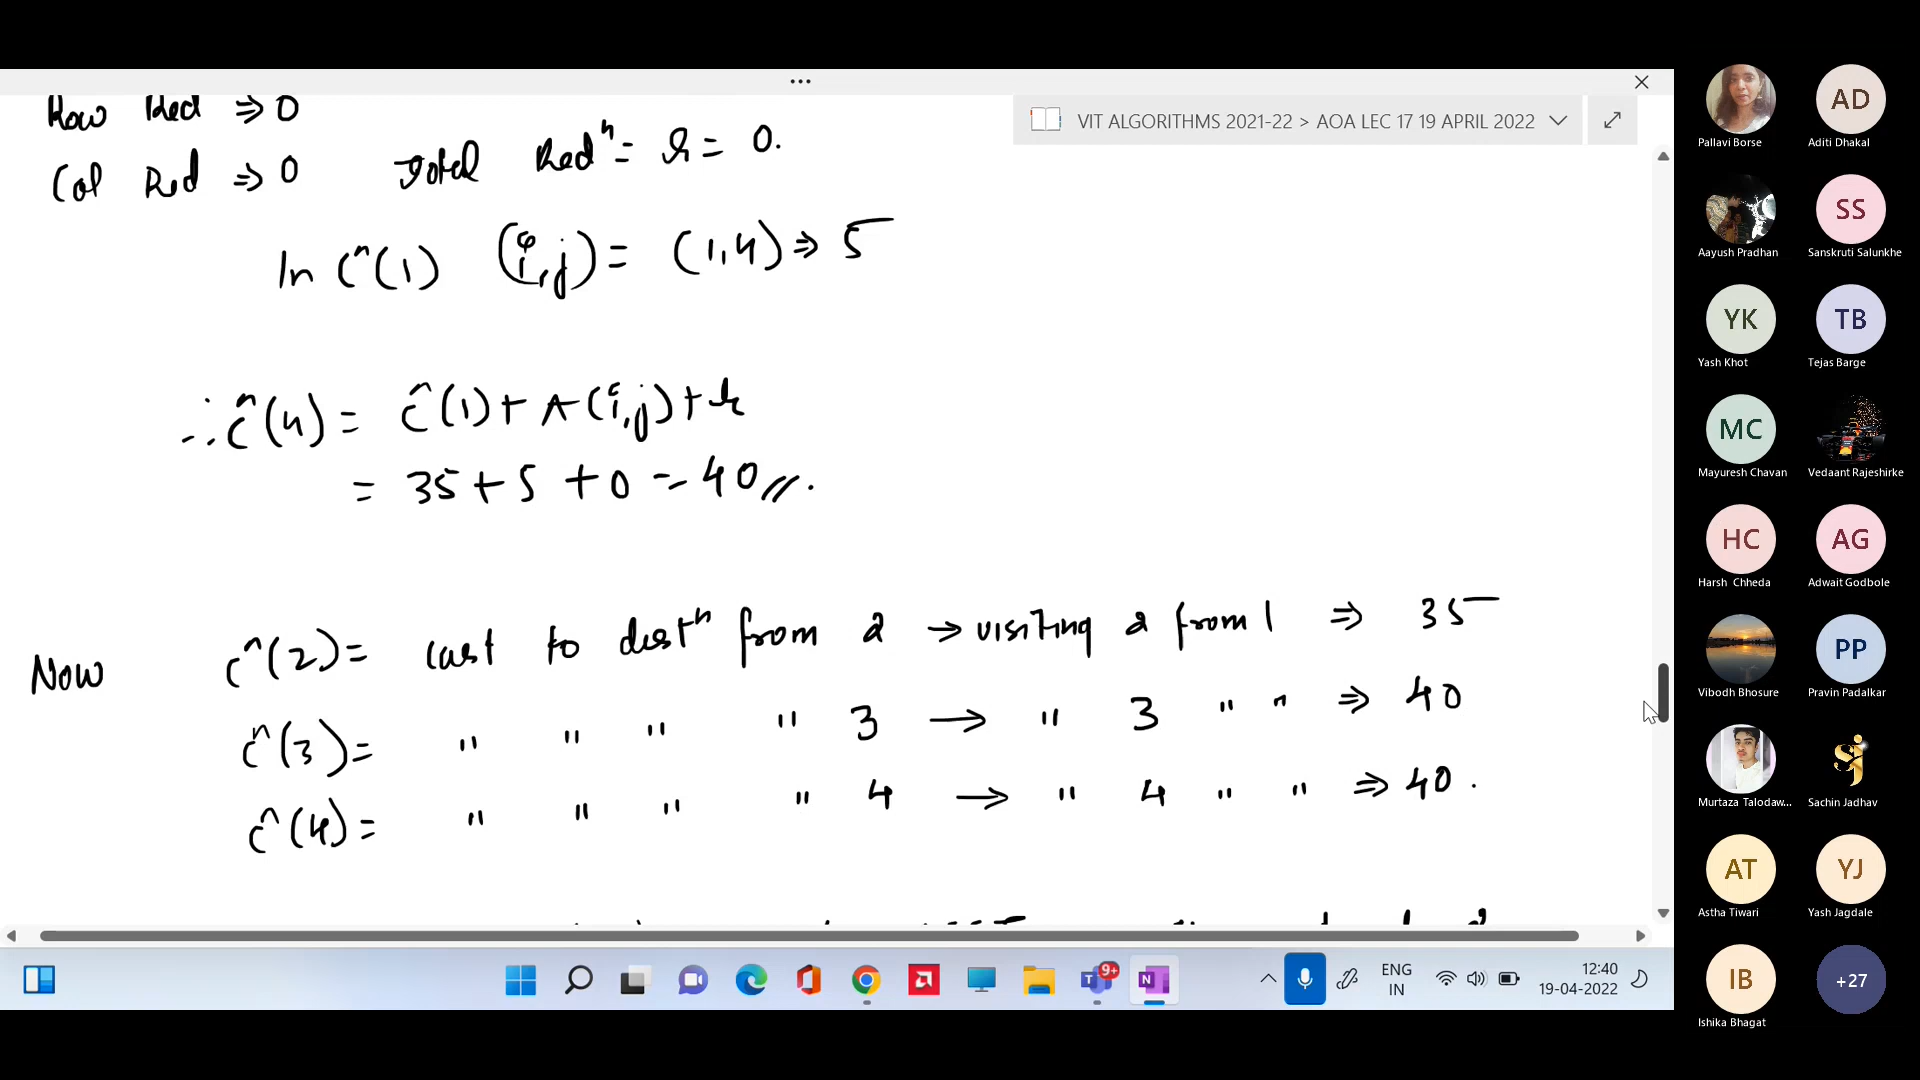 VIT ALGORITHMS 2021-22 > AOA LEC 17 19 APRIL 2022
Row Red ⇒ 0
Col Red ⇒ 0 Total Redⁿ = r = 0.
In ĉ(1) (i,j) = (1,4) ⇒ 5
∴ ĉ(4) = ĉ(1) + A(i,j) + r
= 35 + 5 + 0 = 40 //.
Now ĉ(2) = cost to destⁿ from 2 → visiting 2 from 1 ⇒ 35
ĉ(3) = " " " " 3 → " 3 " " ⇒ 40
ĉ(4) = " " " " 4 → " 4 " " ⇒ 40.
Pallavi Borse
AD
Aditi Dhakal
Aayush Pradhan
SS
Sanskruti Salunkhe
YK
Yash Khot
TB
Tejas Barge
MC
Mayuresh Chavan
Vedaant Rajeshirke
HC
Harsh Chheda
AG
Adwait Godbole
Vibodh Bhosure
PP
Pravin Padalkar
Murtaza Talodaw...
Sachin Jadhav
AT
Astha Tiwari
YJ
Yash Jagdale
IB
Ishika Bhagat
+27
9+
ENG
IN
12:40
19-04-2022